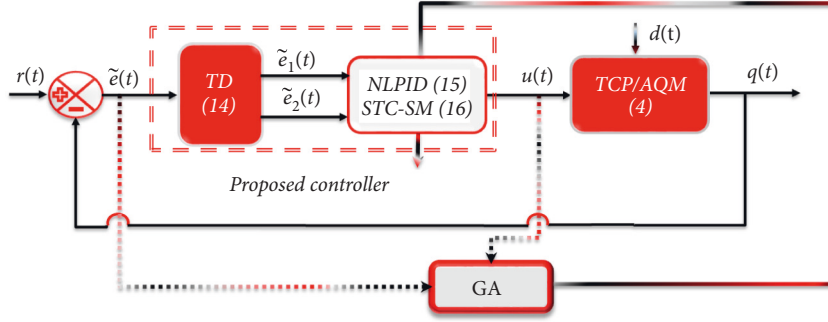 r(t)
ẽ(t)
TD
(14)
ẽ₁(t)
ẽ₂(t)
NLPID (15)
STC-SM (16)
u(t)
d(t)
TCP/AQM
(4)
q(t)
Proposed controller
GA